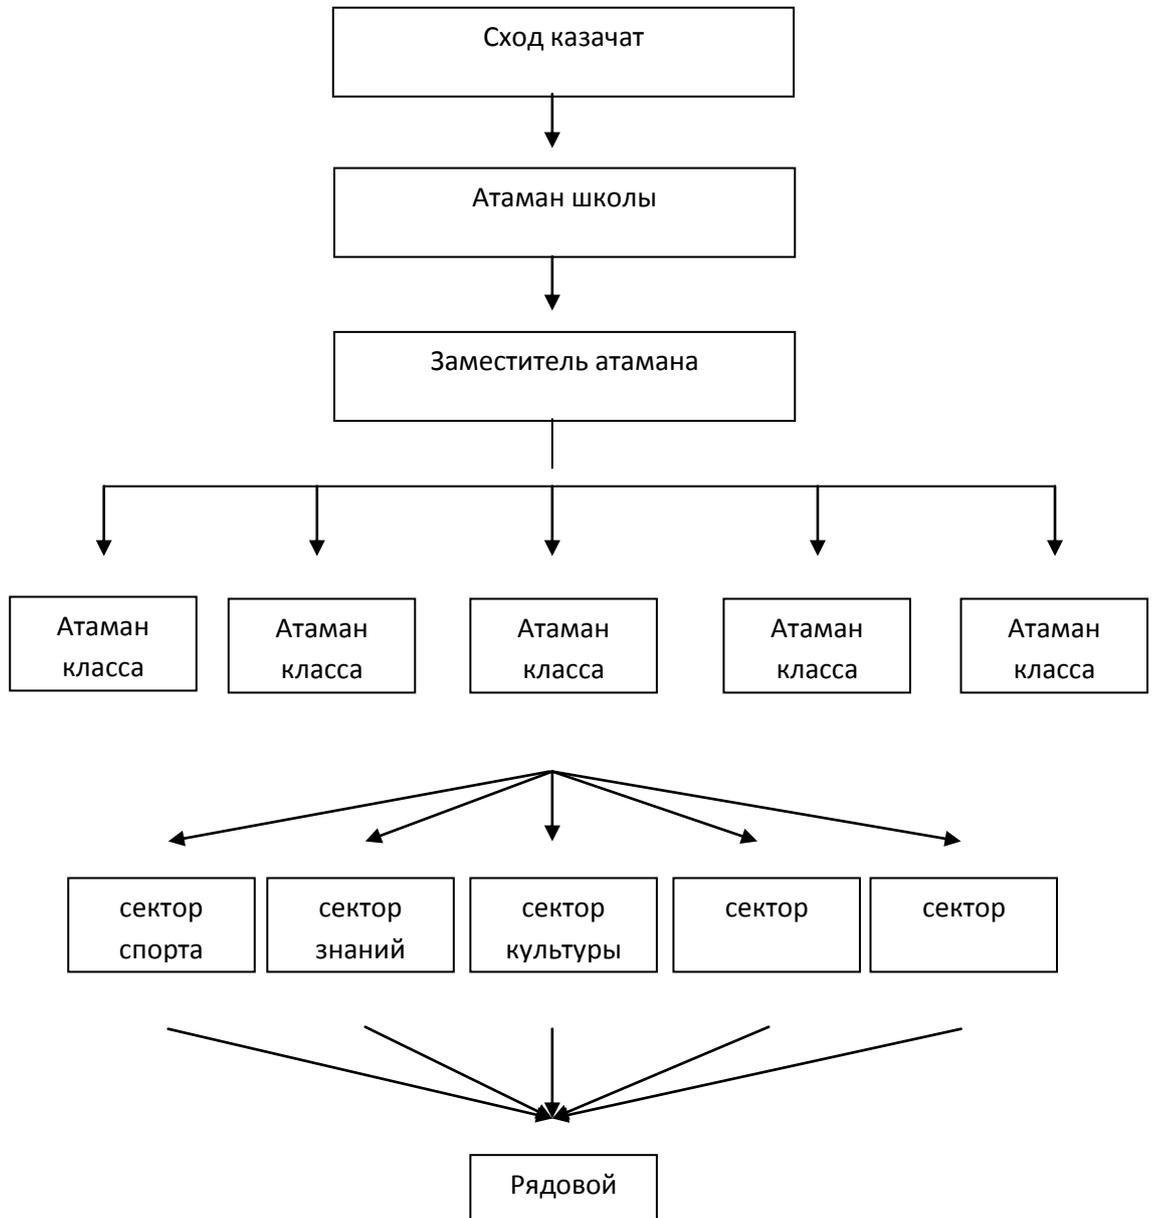 Сход казачат
Атаман школы
Заместитель атамана
Атаман
класса
Атаман
класса
Атаман
класса
Атаман
класса
Атаман
класса
сектор
спорта
сектор
знаний
сектор
культуры
сектор
сектор
Рядовой